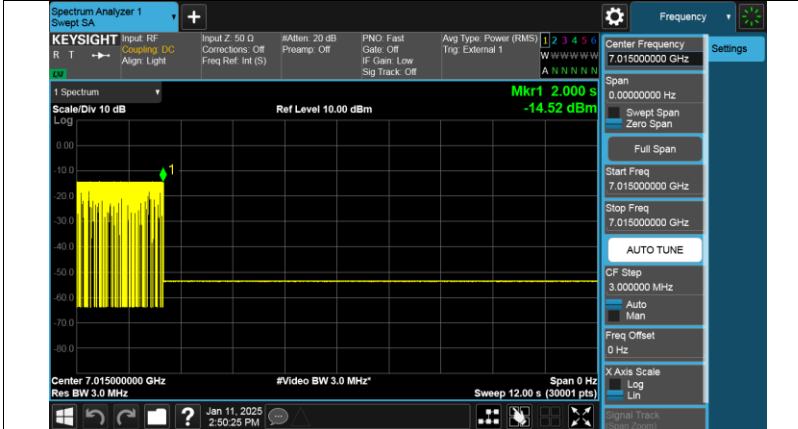 Spectrum Analyzer 1
Swept SA
+
Frequency
KEYSIGHT
R T
Input: RF
Coupling: DC
Align: Light
Input Z: 50 Ω
Corrections: Off
Freq Ref: Int (S)
#Atten: 20 dB
Preamp: Off
PNO: Fast
Gate: Off
IF Gain: Low
Sig Track: Off
Avg Type: Power (RMS)
Trig: External 1
1 2 3 4 5 6
W W W W W W
A N N N N N
1 Spectrum
Scale/Div 10 dB
Ref Level 10.00 dBm
Mkr1 2.000 s
-14.52 dBm
Log
0.00
-10.0
-20.0
-30.0
-40.0
-50.0
-60.0
-70.0
-80.0
1
Center 7.015000000 GHz
Res BW 3.0 MHz
#Video BW 3.0 MHz*
Span 0 Hz
Sweep 12.00 s (30001 pts)
Center Frequency
7.015000000 GHz
Settings
Span
0.00000000 Hz
Swept Span
Zero Span
Full Span
Start Freq
7.015000000 GHz
Stop Freq
7.015000000 GHz
AUTO TUNE
CF Step
3.000000 MHz
Auto
Man
Freq Offset
0 Hz
X Axis Scale
Log
Lin
Signal Track
(Span Zoom)
?
Jan 11, 2025
2:50:25 PM